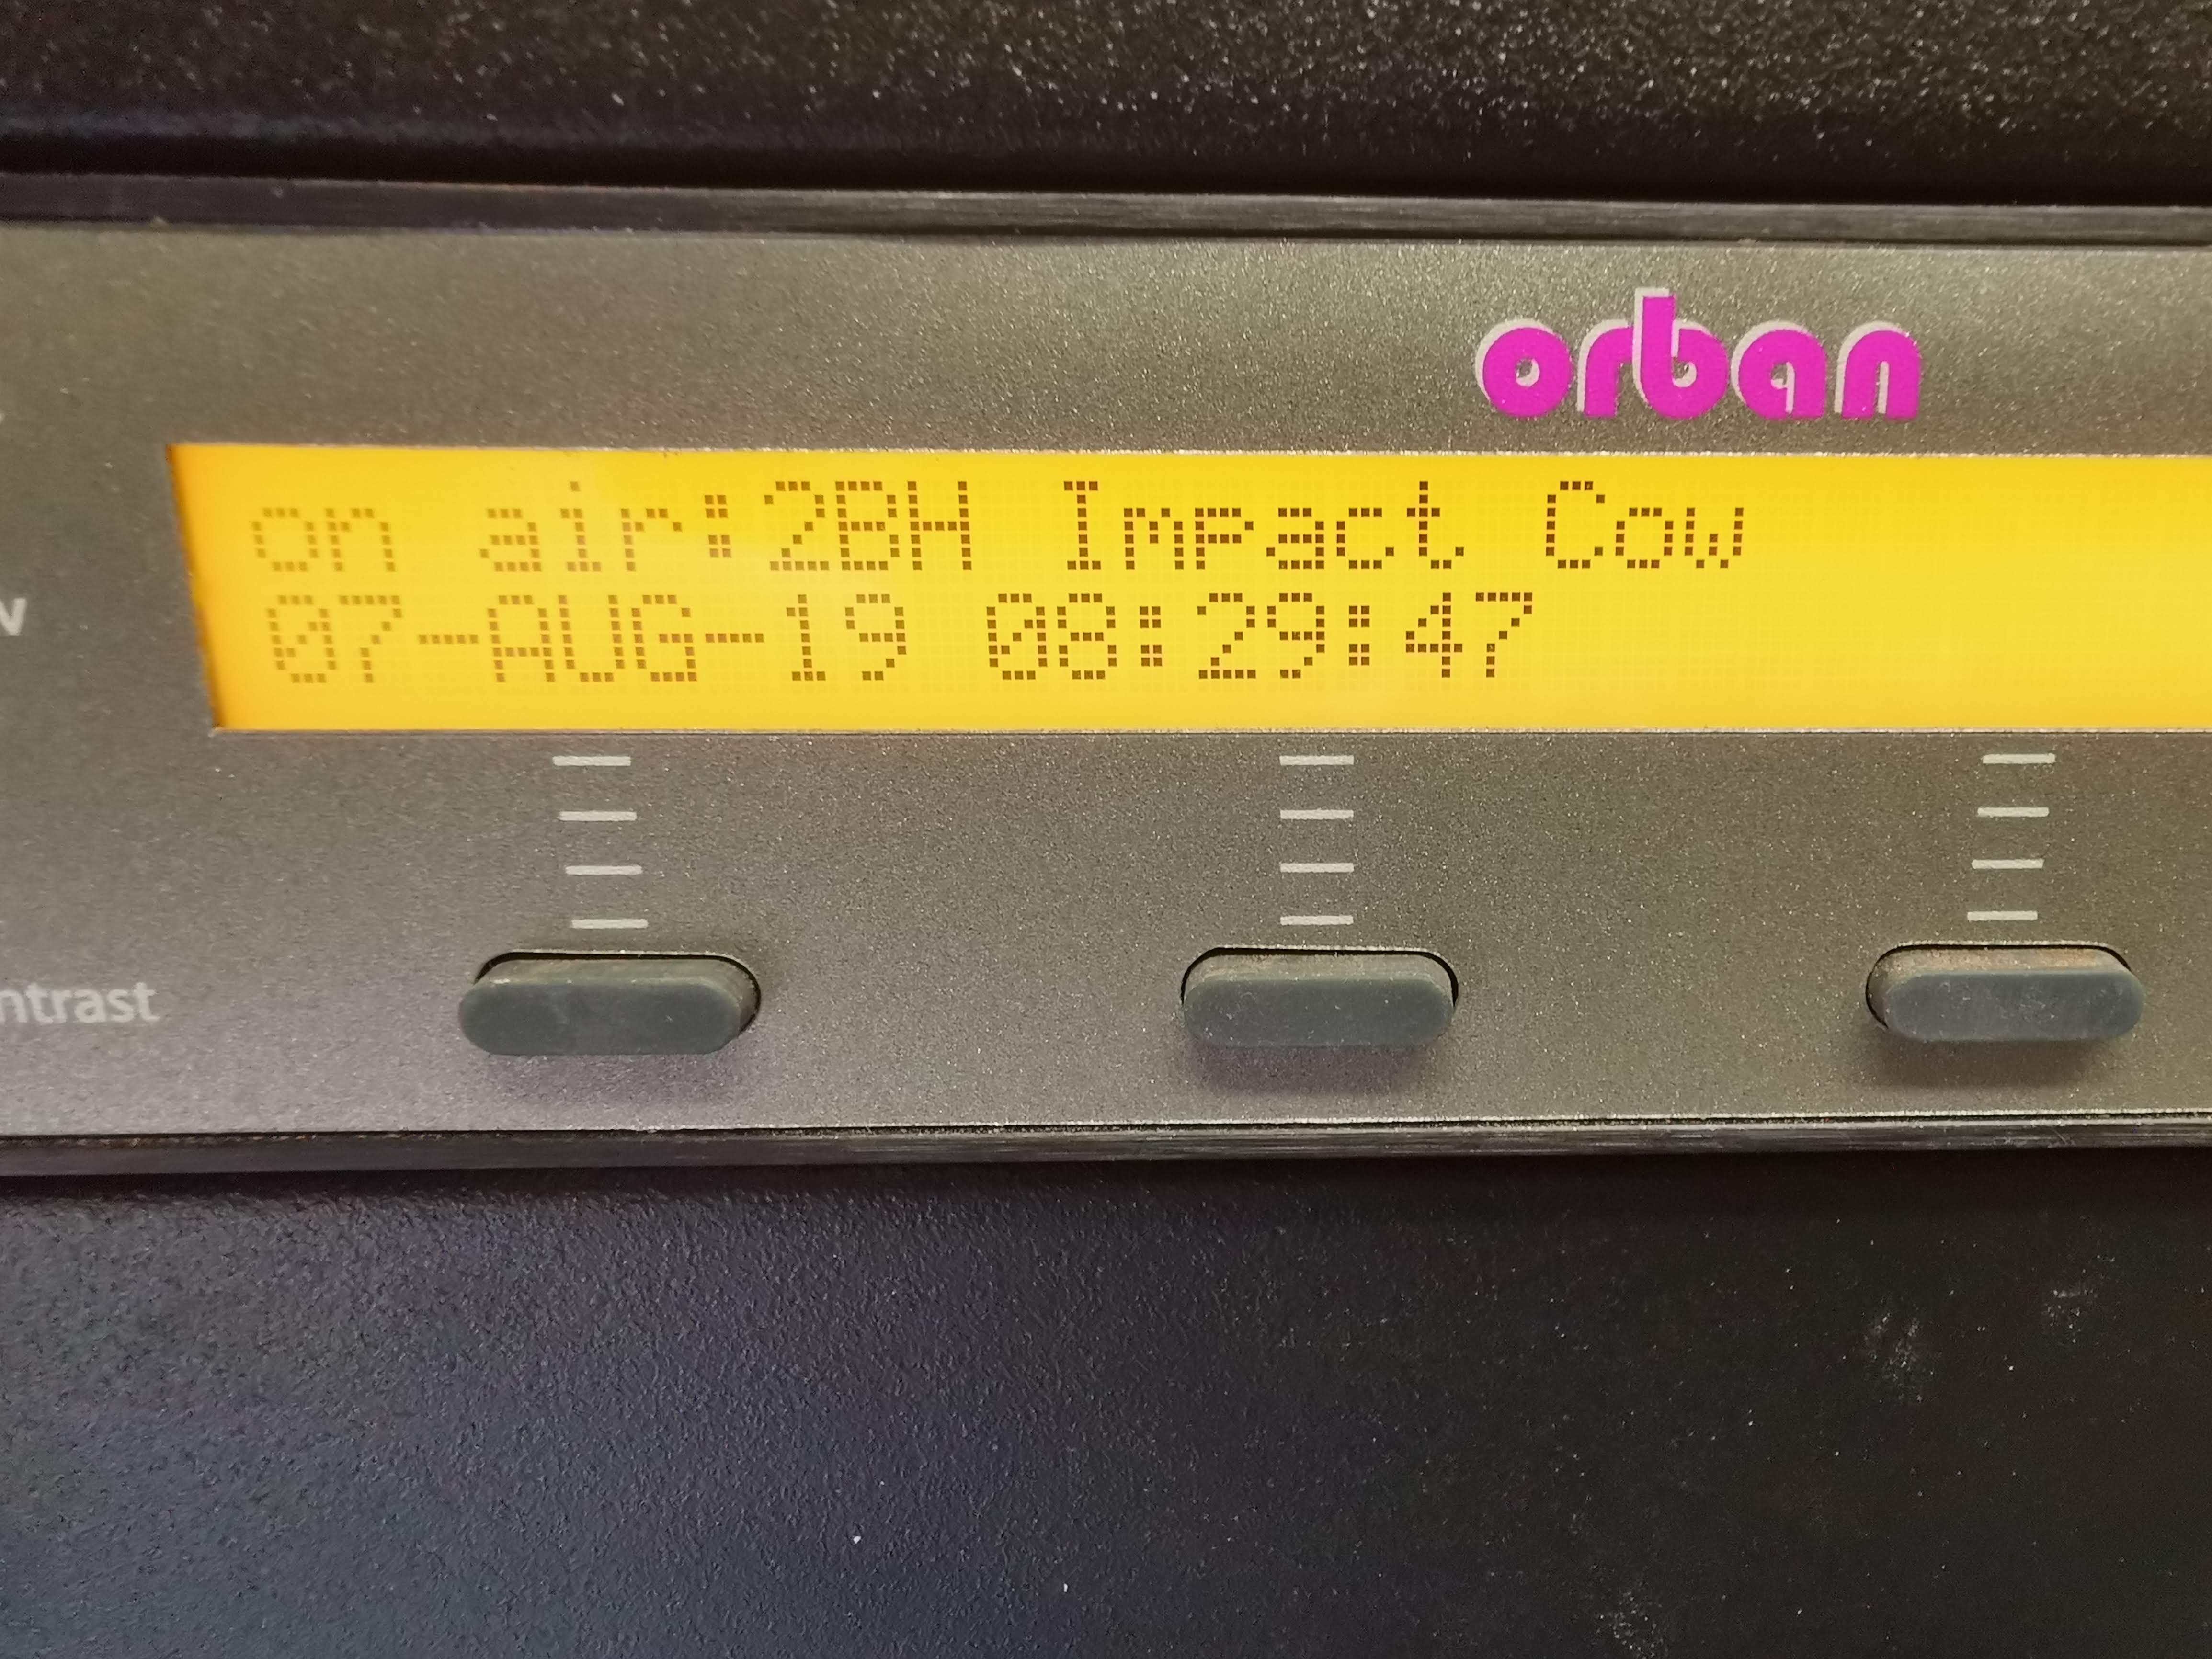 orban
on air:2BH Impact Cow
07-AUG-19 08:29:47
ntrast